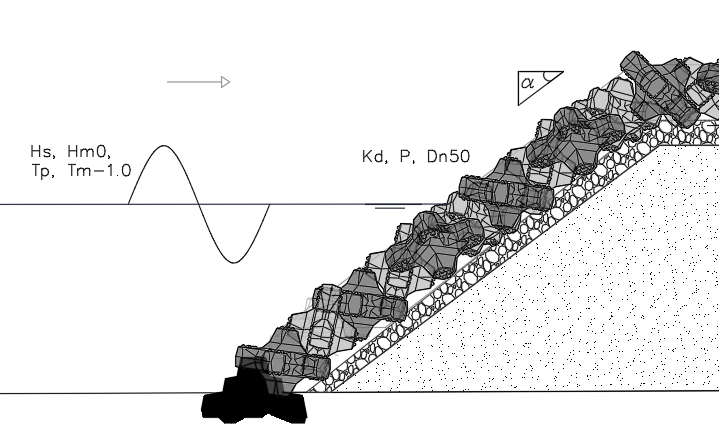 α
Hs, Hm0,
Tp, Tm-1.0
Kd, P, Dn50